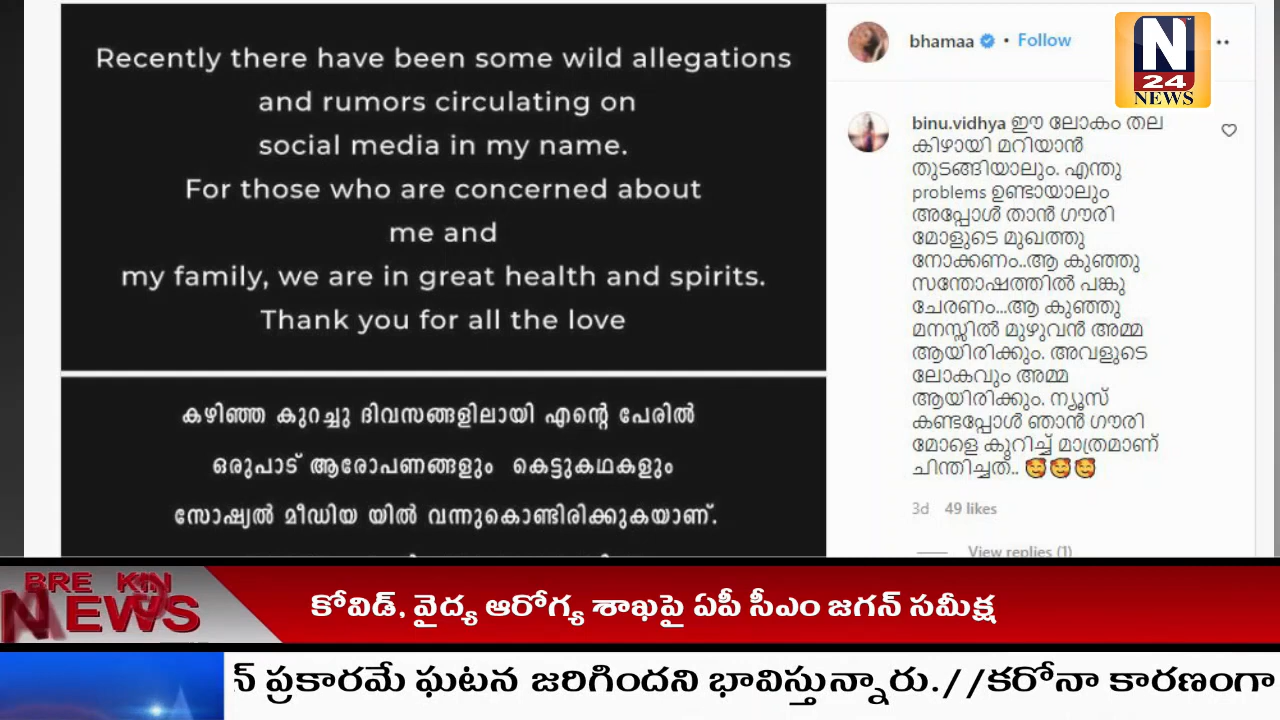 Recently there have been some wild allegations
and rumors circulating on
social media in my name.
For those who are concerned about
me and
my family, we are in great health and spirits.
Thank you for all the love
കഴിഞ്ഞ കുറച്ചു ദിവസങ്ങളിലായി എന്റെ പേരിൽ
ഒരുപാട് ആരോപണങ്ങളും കെട്ടുകഥകളും
സോഷ്യൽ മീഡിയ യിൽ വന്നുകൊണ്ടിരിക്കുകയാണ്.
bhamaa • Follow
N
24
NEWS
binu.vidhya ഈ ലോകം തല
കിഴായി മറിയാൻ
തുടങ്ങിയാലും. എന്തു
problems ഉണ്ടായാലും
അപ്പോൾ താൻ ഗൗരി
മോളുടെ മുഖത്തു
നോക്കണം..ആ കുഞ്ഞു
സന്തോഷത്തിൽ പങ്കു
ചേരണം...ആ കുഞ്ഞു
മനസ്സിൽ മുഴുവൻ അമ്മ
ആയിരിക്കും. അവളുടെ
ലോകവും അമ്മ
ആയിരിക്കും. ന്യൂസ്
കണ്ടപ്പോൾ ഞാൻ ഗൗരി
മോളെ കുറിച്ച് മാത്രമാണ്
ചിന്തിച്ചത്.. 🥰🥰🥰
3d 49 likes
View replies (1)
NEWS
కోవిడ్, వైద్య ఆరోగ్య శాఖపై ఏపీ సీఎం జగన్ సమీక్ష
న్ ప్రకారమే ఘటన జరిగిందని భావిస్తున్నారు.//కరోనా కారణంగా